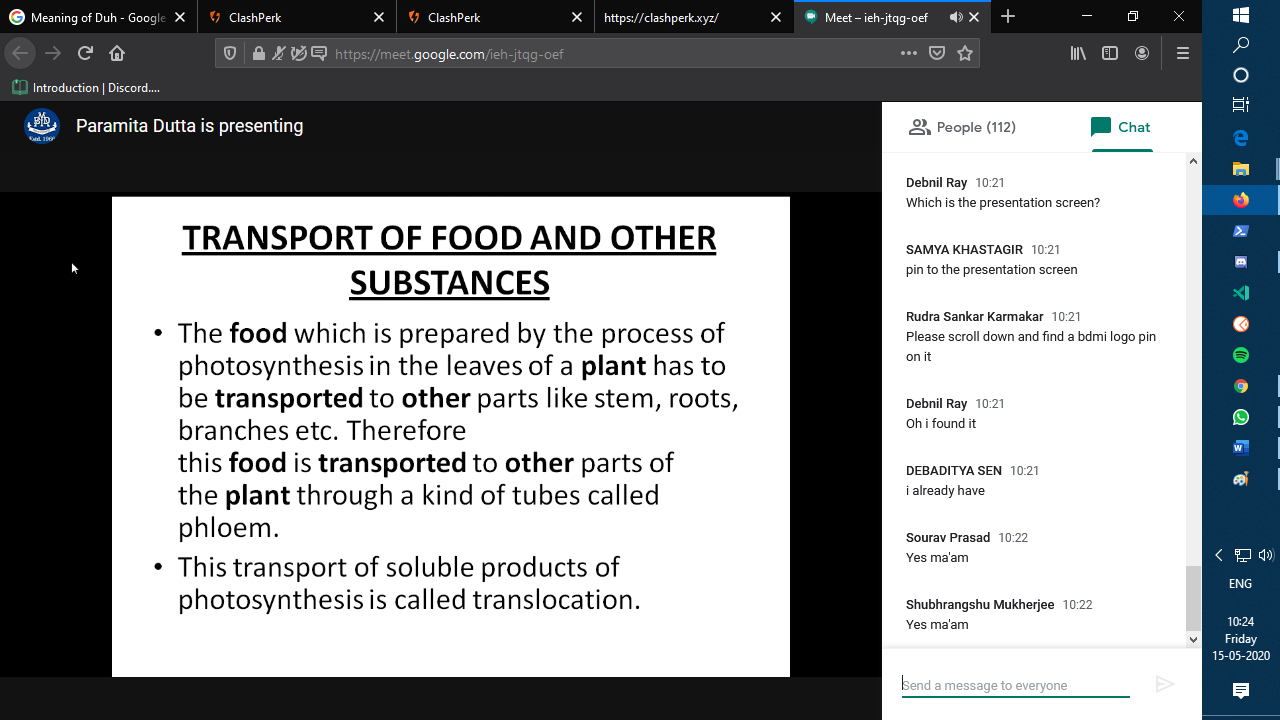 Meaning of Duh - Google
ClashPerk
ClashPerk
https://clashperk.xyz/
Meet – ieh-jtqg-oef
https://meet.google.com/ieh-jtqg-oef
Introduction | Discord....
Paramita Dutta is presenting
TRANSPORT OF FOOD AND OTHER
SUBSTANCES
• The food which is prepared by the process of
photosynthesis in the leaves of a plant has to
be transported to other parts like stem, roots,
branches etc. Therefore
this food is transported to other parts of
the plant through a kind of tubes called
phloem.
• This transport of soluble products of
photosynthesis is called translocation.
People (112)
Chat
Debnil Ray 10:21
Which is the presentation screen?
SAMYA KHASTAGIR 10:21
pin to the presentation screen
Rudra Sankar Karmakar 10:21
Please scroll down and find a bdmi logo pin
on it
Debnil Ray 10:21
Oh i found it
DEBADITYA SEN 10:21
i already have
Sourav Prasad 10:22
Yes ma'am
Shubhrangshu Mukherjee 10:22
Yes ma'am
Send a message to everyone
ENG
10:24
Friday
15-05-2020